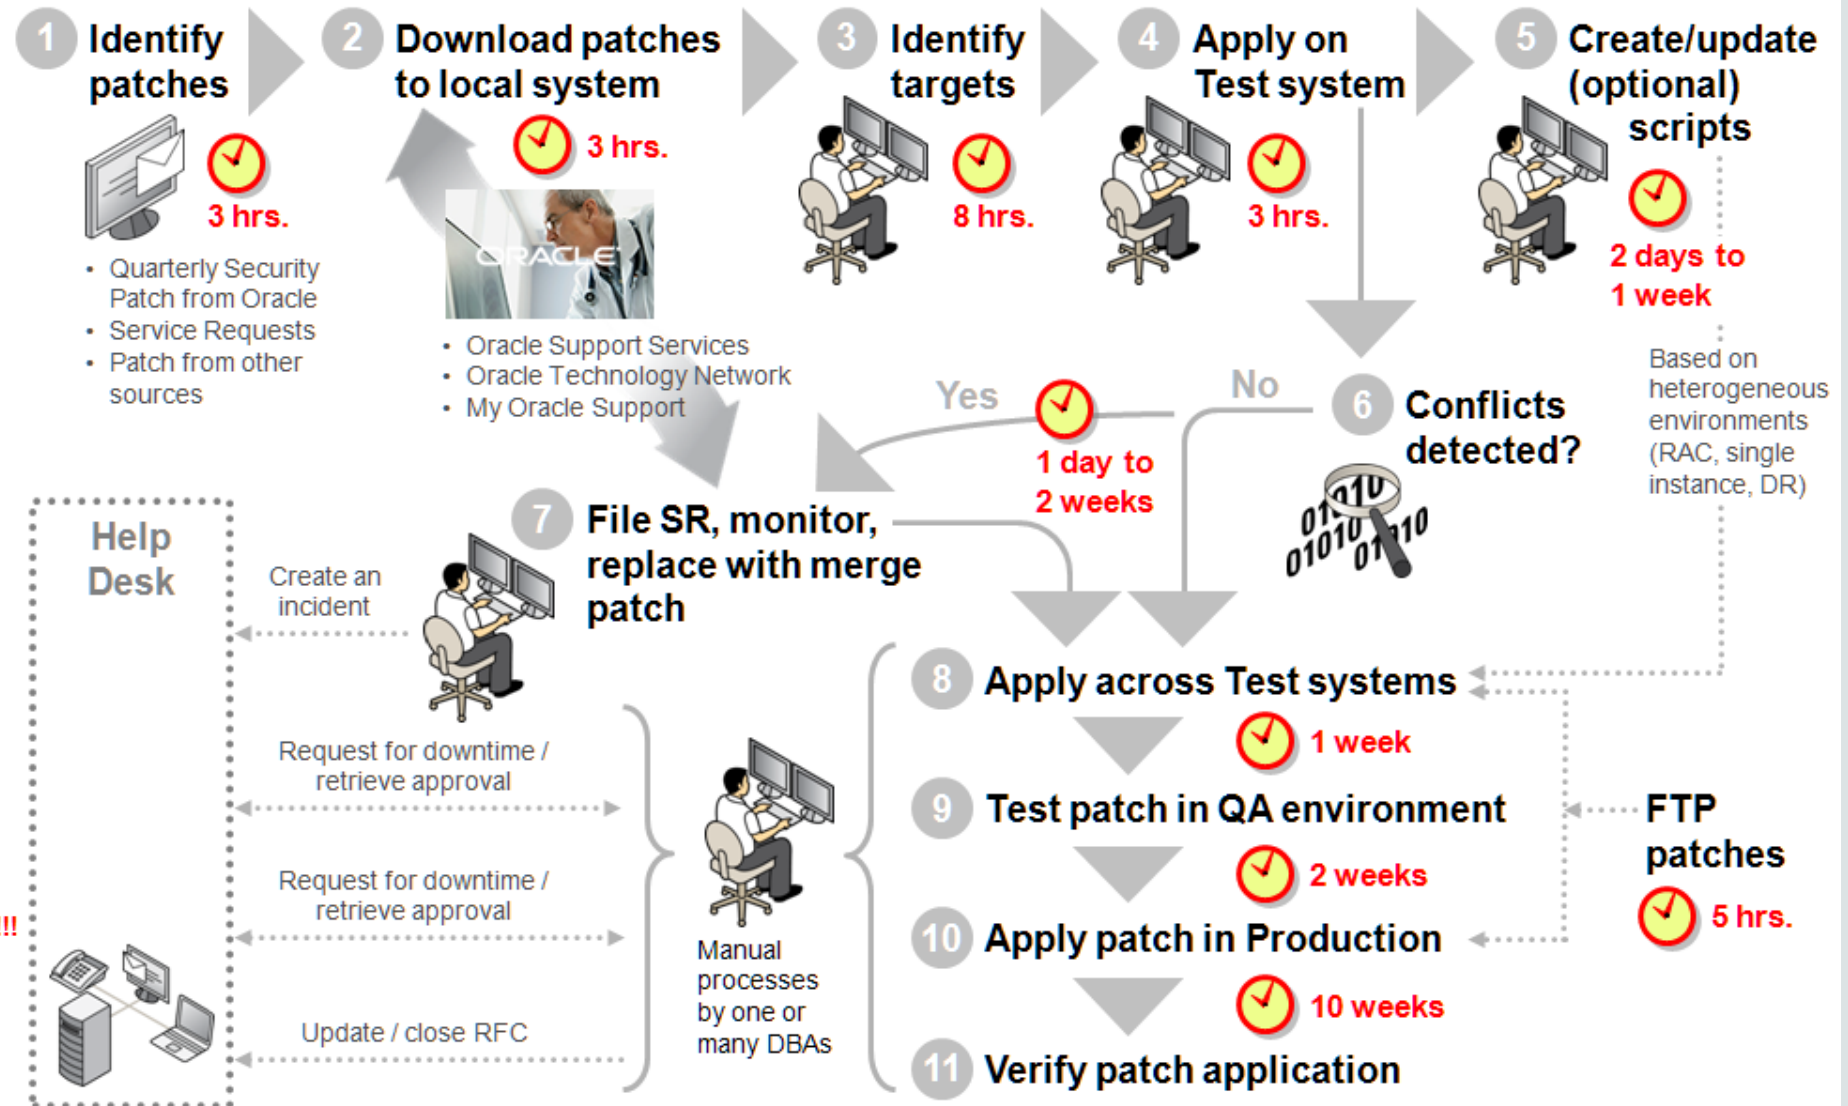 1 Identify
patches
3 hrs.
• Quarterly Security
Patch from Oracle
• Service Requests
• Patch from other
sources
2 Download patches
to local system
3 hrs.
ORACLE
• Oracle Support Services
• Oracle Technology Network
• My Oracle Support
3 Identify
targets
8 hrs.
4 Apply on
Test system
3 hrs.
5 Create/update
(optional)
scripts
2 days to
1 week
Based on
heterogeneous
environments
(RAC, single
instance, DR)
6 Conflicts
detected?
01010
01010 01010
No
Yes
1 day to
2 weeks
7 File SR, monitor,
replace with merge
patch
Help
Desk
Create an
incident
Request for downtime /
retrieve approval
Request for downtime /
retrieve approval
Update / close RFC
!!!
Manual
processes
by one or
many DBAs
8 Apply across Test systems
1 week
9 Test patch in QA environment
2 weeks
10 Apply patch in Production
10 weeks
11 Verify patch application
FTP
patches
5 hrs.